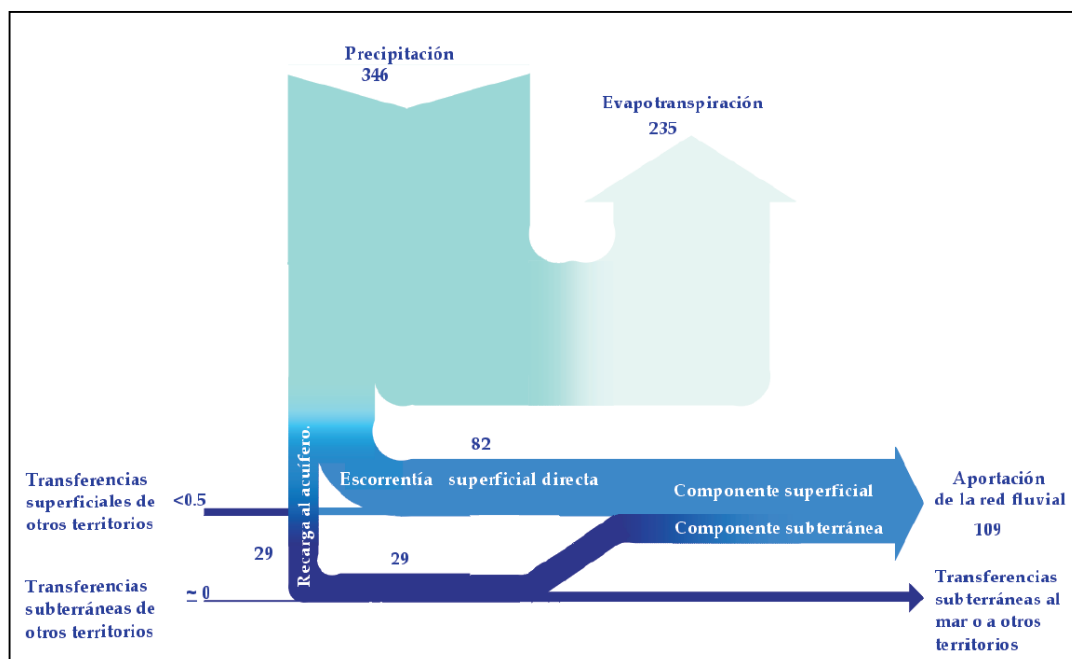 Precipitación
346
Evapotranspiración
235
82
Recarga al acuífero.
Escorrentía superficial directa
Componente superficial
Componente subterránea
Transferencias
superficiales de
otros territorios
<0.5
29
29
Aportación
de la red fluvial
109
Transferencias
subterráneas de
otros territorios
≃ 0
Transferencias
subterráneas al
mar o a otros
territorios